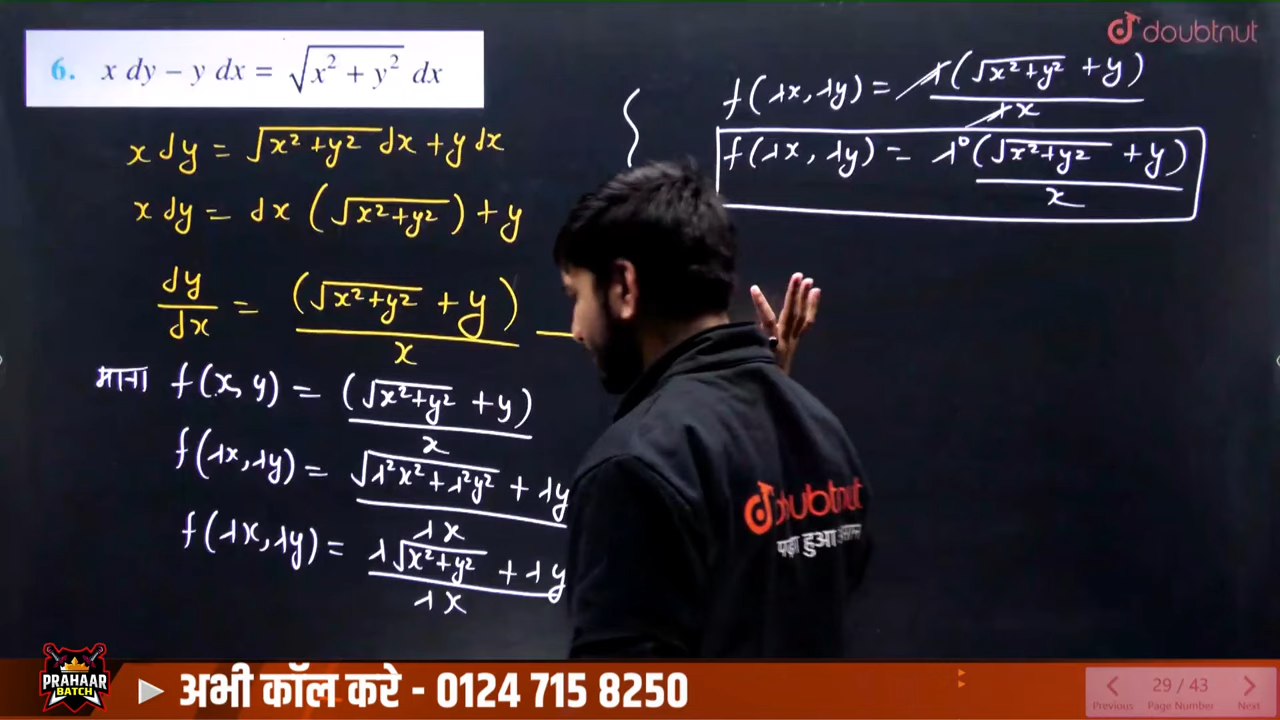 doubtnut
6. x dy – y dx = √(x² + y²) dx
x dy = √(x²+y²) dx + y dx
x dy = dx (√(x²+y²)) + y
dy/dx = (√(x²+y²) + y)/x
माना f(x, y) = (√(x²+y²) + y)/x
f(λx, λy) = (√(λ²x²+λ²y²) + λy)/λx
f(λx, λy) = (λ√(x²+y²) + λy)/λx
f(λx, λy) = λ(√(x²+y²) + y)/λx
f(λx, λy) = λ⁰(√(x²+y²) + y)/x
doubtnut
पढ़ा हुआ
PRAHAAR
BATCH
अभी कॉल करे - 0124 715 8250
29 / 43
Previous Page Number Next